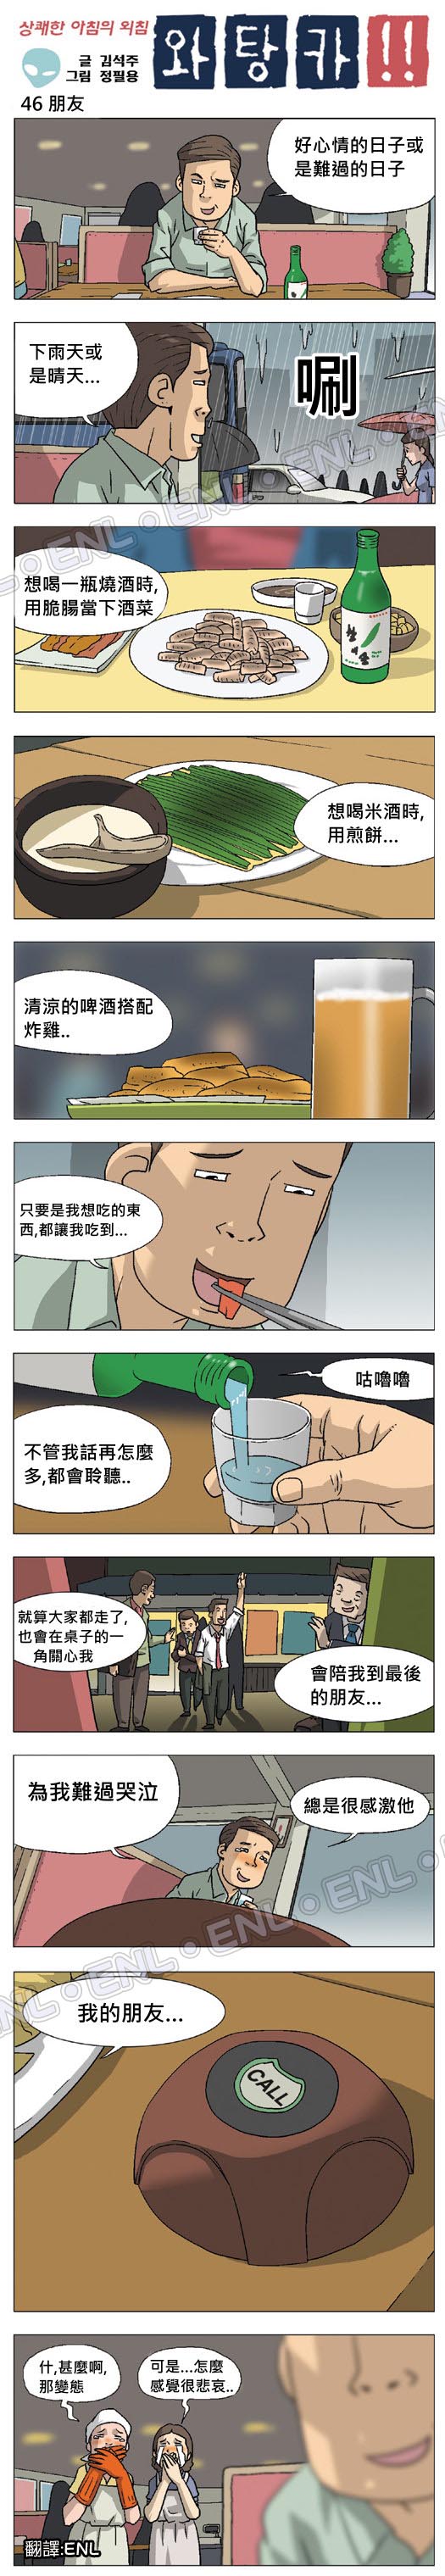 상쾌한 아침의 외침
글 김석주
그림 정필용
와탕카!!
46 朋友
好心情的日子或
是難過的日子
下雨天或
是晴天...
唰
ENL ENL ENL ENL
想喝一瓶燒酒時,
用脆腸當下酒菜
想喝米酒時,
用煎餅...
清涼的啤酒搭配
炸雞..
只要是我想吃的東
西,都讓我吃到...
咕嚕嚕
不管我話再怎麼
多,都會聆聽..
就算大家都走了,
也會在桌子的一
角關心我
會陪我到最後
的朋友...
為我難過哭泣
總是很感激他
ENL ENL ENL ENL
我的朋友...
CALL
什,甚麼啊,
那變態
可是...怎麼
感覺很悲哀..
翻譯:ENL